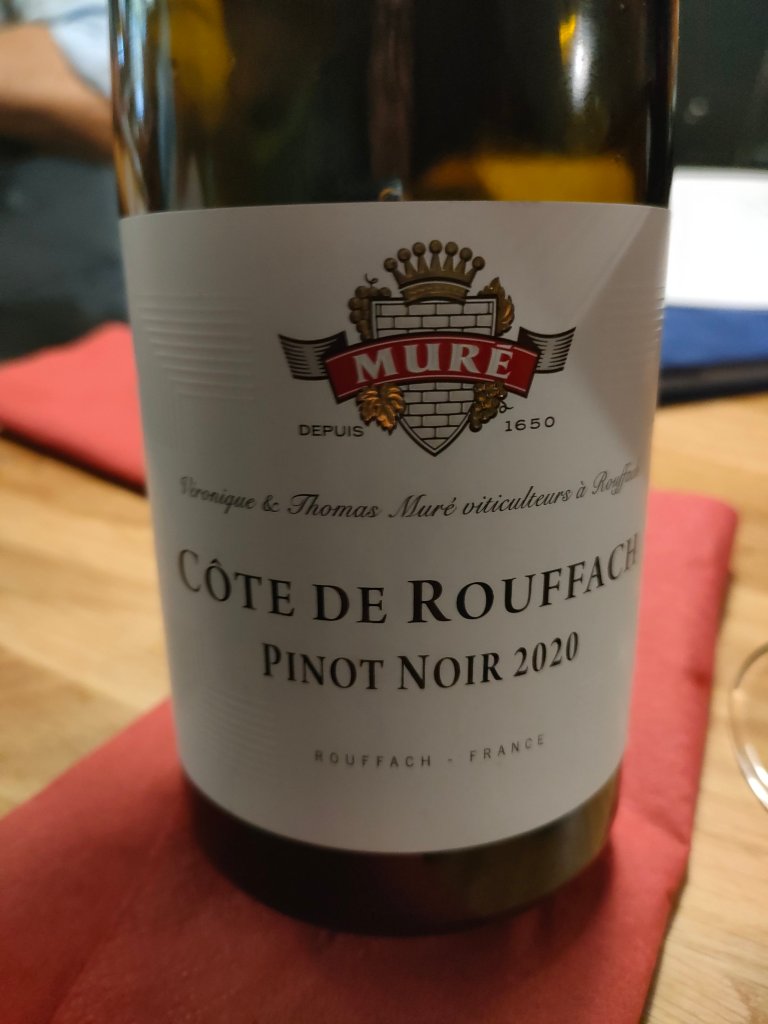 MURÉ
DEPUIS 1650
Véronique & Thomas Muré viticulteurs à Rouffach
CÔTE DE ROUFFACH
PINOT NOIR 2020
ROUFFACH - FRANCE